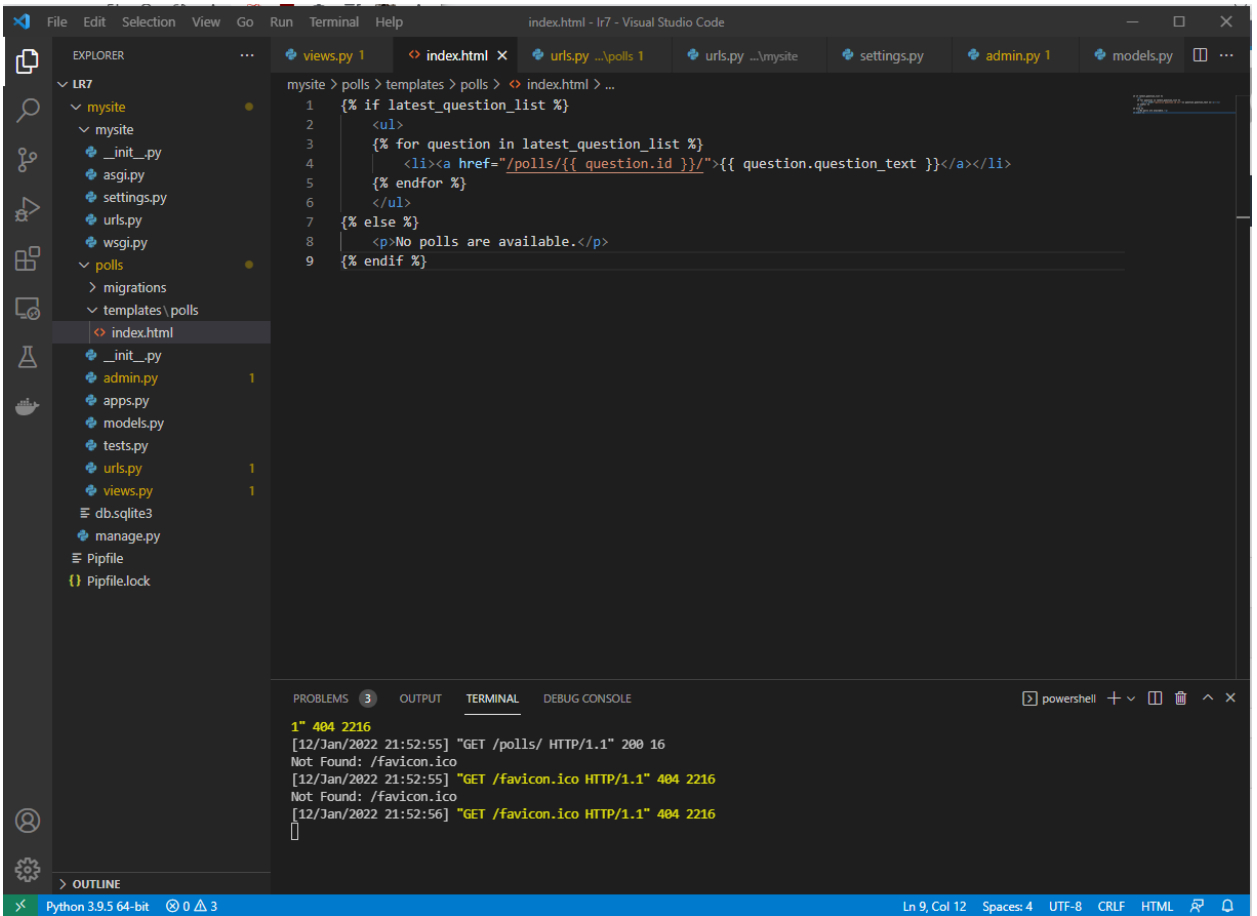 File Edit Selection View Go Run Terminal Help index.html - lr7 - Visual Studio Code
EXPLORER
views.py 1 index.html urls.py ...\polls 1 urls.py ...\mysite settings.py admin.py 1 models.py
LR7
mysite
mysite
__init__.py
asgi.py
settings.py
urls.py
wsgi.py
polls
migrations
templates\polls
index.html
__init__.py
admin.py 1
apps.py
models.py
tests.py
urls.py 1
views.py 1
db.sqlite3
manage.py
Pipfile
{} Pipfile.lock
OUTLINE
mysite > polls > templates > polls > index.html > ...
1 {% if latest_question_list %}
2 <ul>
3 {% for question in latest_question_list %}
4 <li><a href="/polls/{{ question.id }}/">{{ question.question_text }}</a></li>
5 {% endfor %}
6 </ul>
7 {% else %}
8 <p>No polls are available.</p>
9 {% endif %}
PROBLEMS 3 OUTPUT TERMINAL DEBUG CONSOLE powershell
1" 404 2216
[12/Jan/2022 21:52:55] "GET /polls/ HTTP/1.1" 200 16
Not Found: /favicon.ico
[12/Jan/2022 21:52:55] "GET /favicon.ico HTTP/1.1" 404 2216
Not Found: /favicon.ico
[12/Jan/2022 21:52:56] "GET /favicon.ico HTTP/1.1" 404 2216
Python 3.9.5 64-bit 0 3 Ln 9, Col 12 Spaces: 4 UTF-8 CRLF HTML